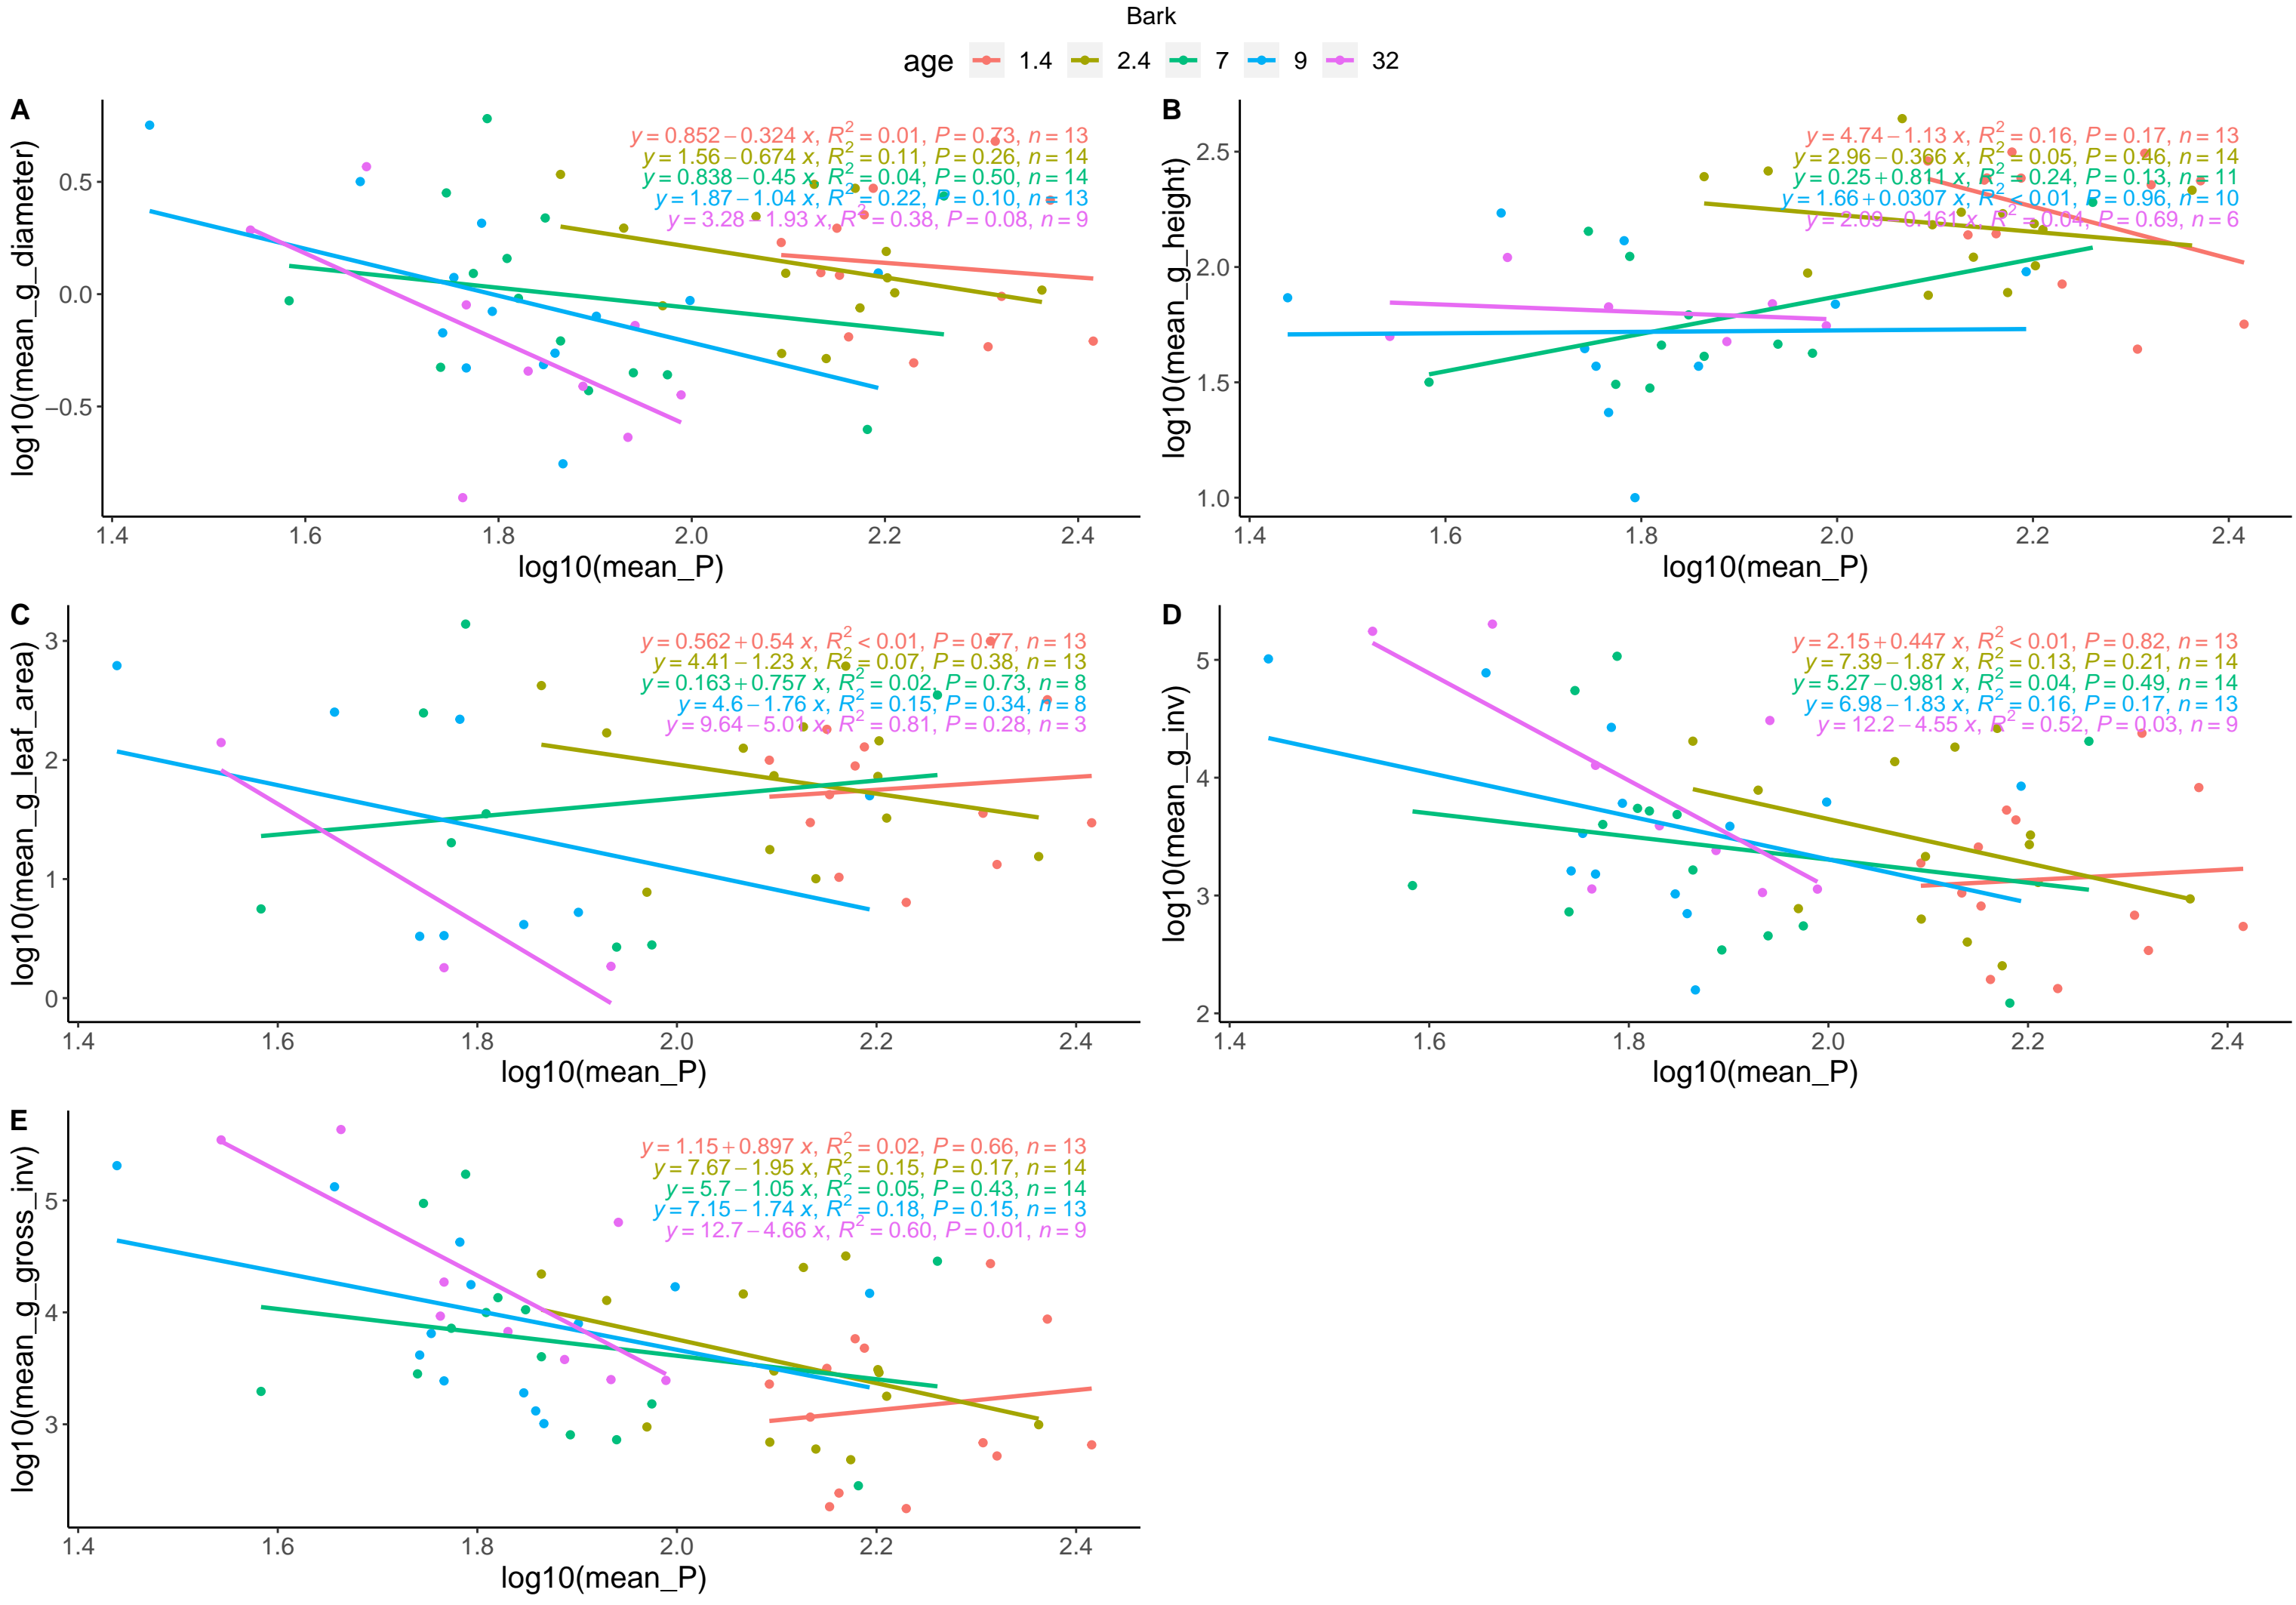 Bark
age 1.4 2.4 7 9 32
A
y = 0.852 − 0.324 x, R² = 0.01, P = 0.73, n = 13
y = 1.56 − 0.674 x, R² = 0.11, P = 0.26, n = 14
y = 0.838 − 0.45 x, R² = 0.04, P = 0.50, n = 14
y = 1.87 − 1.04 x, R² = 0.22, P = 0.10, n = 13
y = 3.28 − 1.93 x, R² = 0.38, P = 0.08, n = 9
log10(mean_g_diameter)
0.5
0.0
−0.5
1.4 1.6 1.8 2.0 2.2 2.4
log10(mean_P)
B
y = 4.74 − 1.13 x, R² = 0.16, P = 0.17, n = 13
y = 2.96 − 0.366 x, R² = 0.05, P = 0.46, n = 14
y = 0.25 + 0.811 x, R² = 0.24, P = 0.13, n = 11
y = 1.66 + 0.0307 x, R² < 0.01, P = 0.96, n = 10
y = 2.09 − 0.161 x, R² = 0.04, P = 0.69, n = 6
log10(mean_g_height)
2.5
2.0
1.5
1.0
1.4 1.6 1.8 2.0 2.2 2.4
log10(mean_P)
C
y = 0.562 + 0.54 x, R² < 0.01, P = 0.77, n = 13
y = 4.41 − 1.23 x, R² = 0.07, P = 0.38, n = 13
y = 0.163 + 0.757 x, R² = 0.02, P = 0.73, n = 8
y = 4.6 − 1.76 x, R² = 0.15, P = 0.34, n = 8
y = 9.64 − 5.01 x, R² = 0.81, P = 0.28, n = 3
log10(mean_g_leaf_area)
3
2
1
0
1.4 1.6 1.8 2.0 2.2 2.4
log10(mean_P)
D
y = 2.15 + 0.447 x, R² < 0.01, P = 0.82, n = 13
y = 7.39 − 1.87 x, R² = 0.13, P = 0.21, n = 14
y = 5.27 − 0.981 x, R² = 0.04, P = 0.49, n = 14
y = 6.98 − 1.83 x, R² = 0.16, P = 0.17, n = 13
y = 12.2 − 4.55 x, R² = 0.52, P = 0.03, n = 9
log10(mean_g_inv)
5
4
3
2
1.4 1.6 1.8 2.0 2.2 2.4
log10(mean_P)
E
y = 1.15 + 0.897 x, R² = 0.02, P = 0.66, n = 13
y = 7.67 − 1.95 x, R² = 0.15, P = 0.17, n = 14
y = 5.7 − 1.05 x, R² = 0.05, P = 0.43, n = 14
y = 7.15 − 1.74 x, R² = 0.18, P = 0.15, n = 13
y = 12.7 − 4.66 x, R² = 0.60, P = 0.01, n = 9
log10(mean_g_gross_inv)
5
4
3
1.4 1.6 1.8 2.0 2.2 2.4
log10(mean_P)